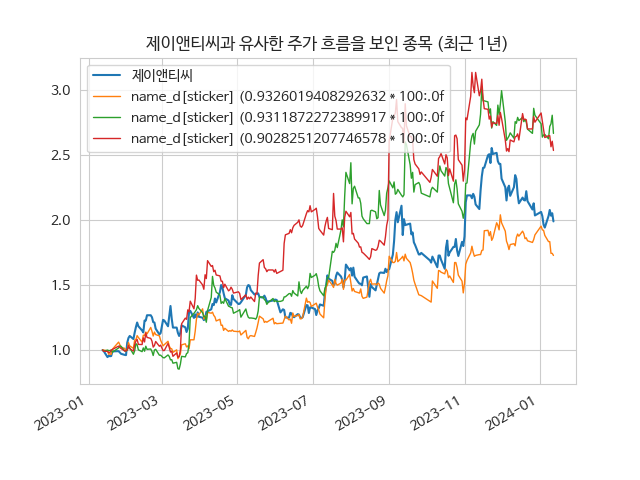 제이앤티씨과 유사한 주가 흐름을 보인 종목 (최근 1년)
제이앤티씨
name_d[sticker] (0.9326019408292632 * 100:.0f
name_d[sticker] (0.9311872272389917 * 100:.0f
name_d[sticker] (0.9028251207746578 * 100:.0f
3.0
2.5
2.0
1.5
1.0
2023-01
2023-03
2023-05
2023-07
2023-09
2023-11
2024-01